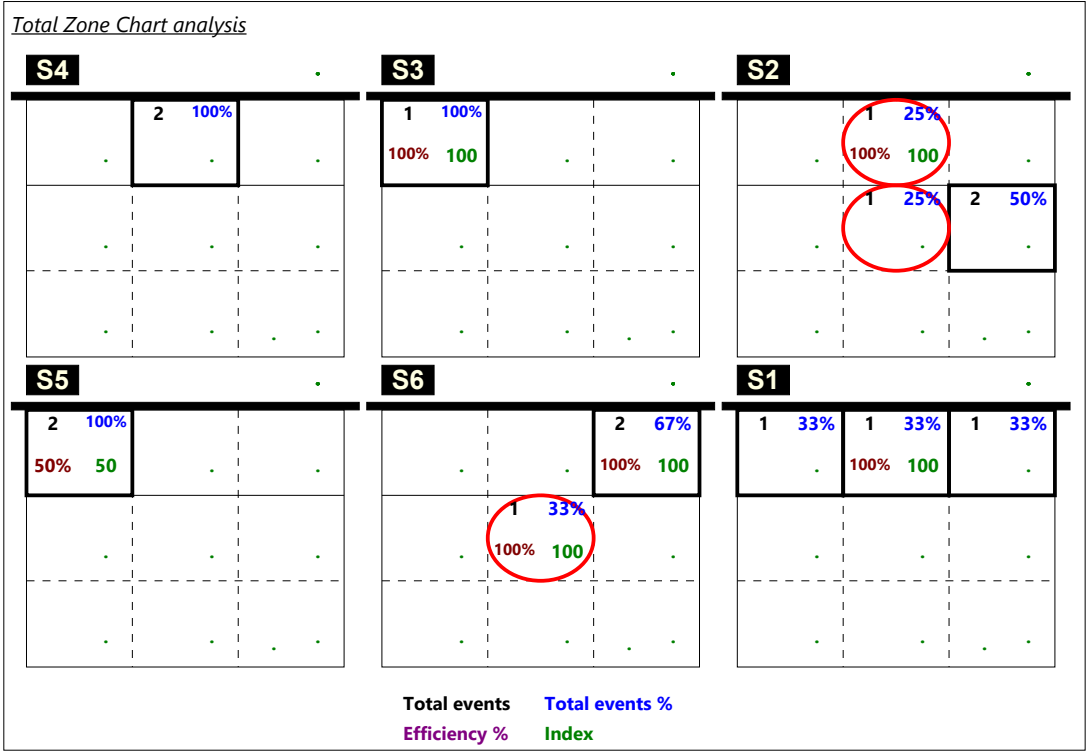 Total Zone Chart analysis
S4 S3 S2
2 100% 1 100% 1 25%
100% 100 100% 100
1 25% 2 50%
S5 S6 S1
2 100% 2 67% 1 33% 1 33% 1 33%
50% 50 100% 100 100% 100
1 33%
100% 100
Total events Total events %
Efficiency % Index